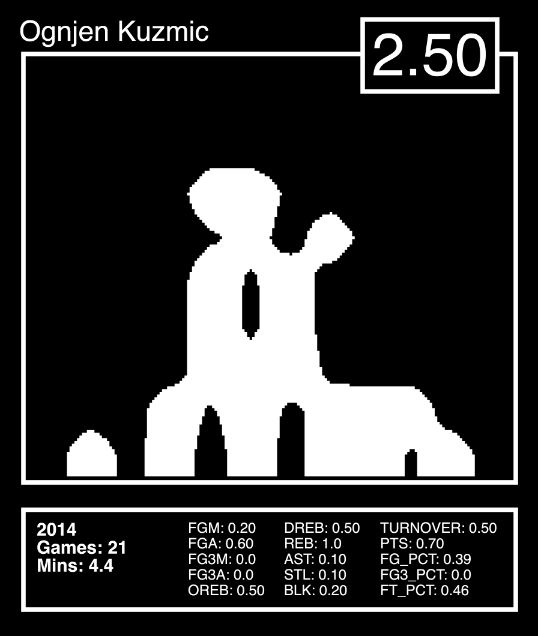 Ognjen Kuzmic
2.50
2014
Games: 21
Mins: 4.4
FGM: 0.20
FGA: 0.60
FG3M: 0.0
FG3A: 0.0
OREB: 0.50
DREB: 0.50
REB: 1.0
AST: 0.10
STL: 0.10
BLK: 0.20
TURNOVER: 0.50
PTS: 0.70
FG_PCT: 0.39
FG3_PCT: 0.0
FT_PCT: 0.46